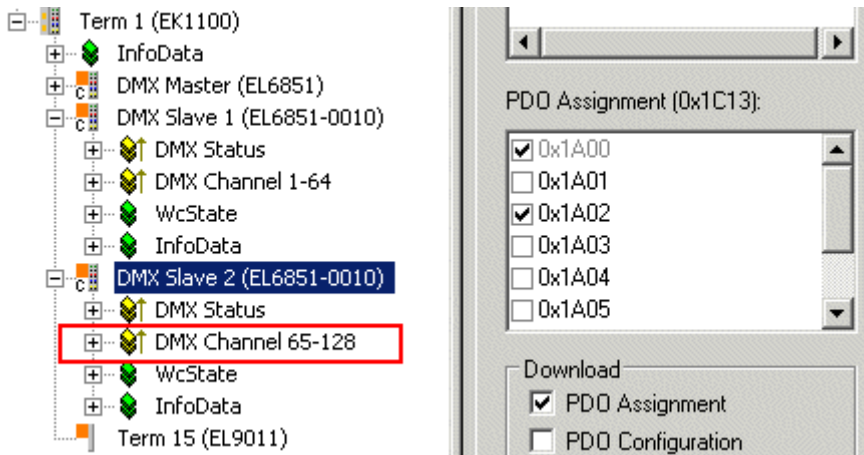 Term 1 (EK1100)
InfoData
DMX Master (EL6851)
DMX Slave 1 (EL6851-0010)
DMX Status
DMX Channel 1-64
WcState
InfoData
DMX Slave 2 (EL6851-0010)
DMX Status
DMX Channel 65-128
WcState
InfoData
Term 15 (EL9011)
PDO Assignment (0x1C13):
0x1A00
0x1A01
0x1A02
0x1A03
0x1A04
0x1A05
Download
PDO Assignment
PDO Configuration